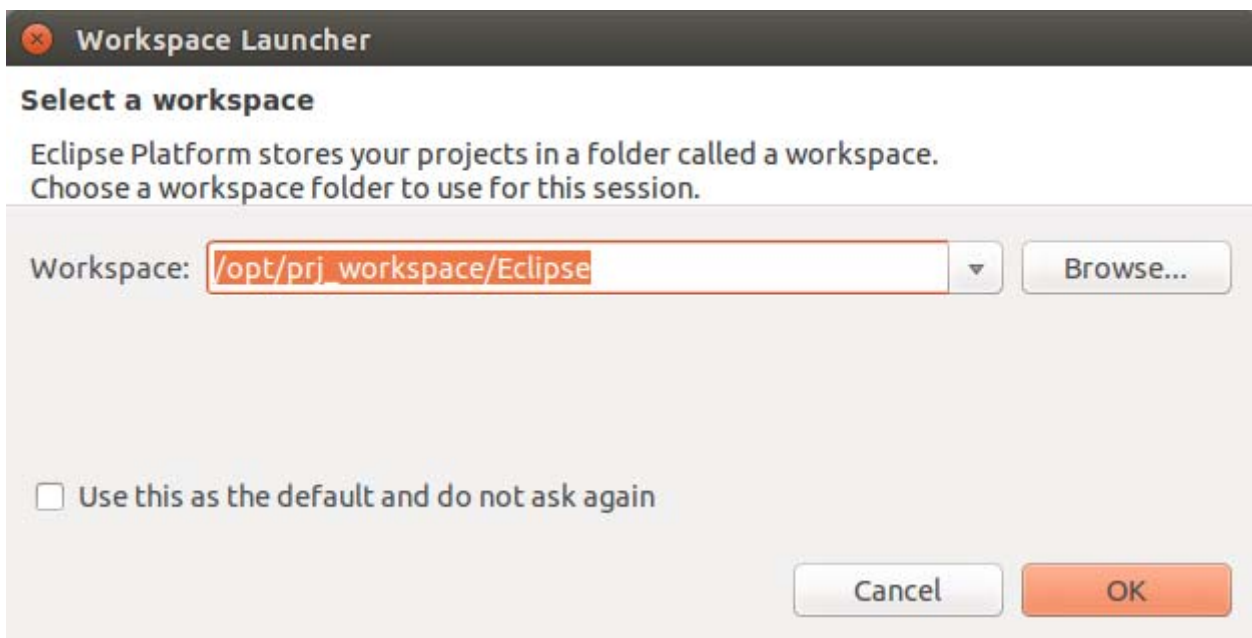 Workspace Launcher
Select a workspace
Eclipse Platform stores your projects in a folder called a workspace.
Choose a workspace folder to use for this session.
Workspace: /opt/prj_workspace/Eclipse Browse...
Use this as the default and do not ask again
Cancel OK